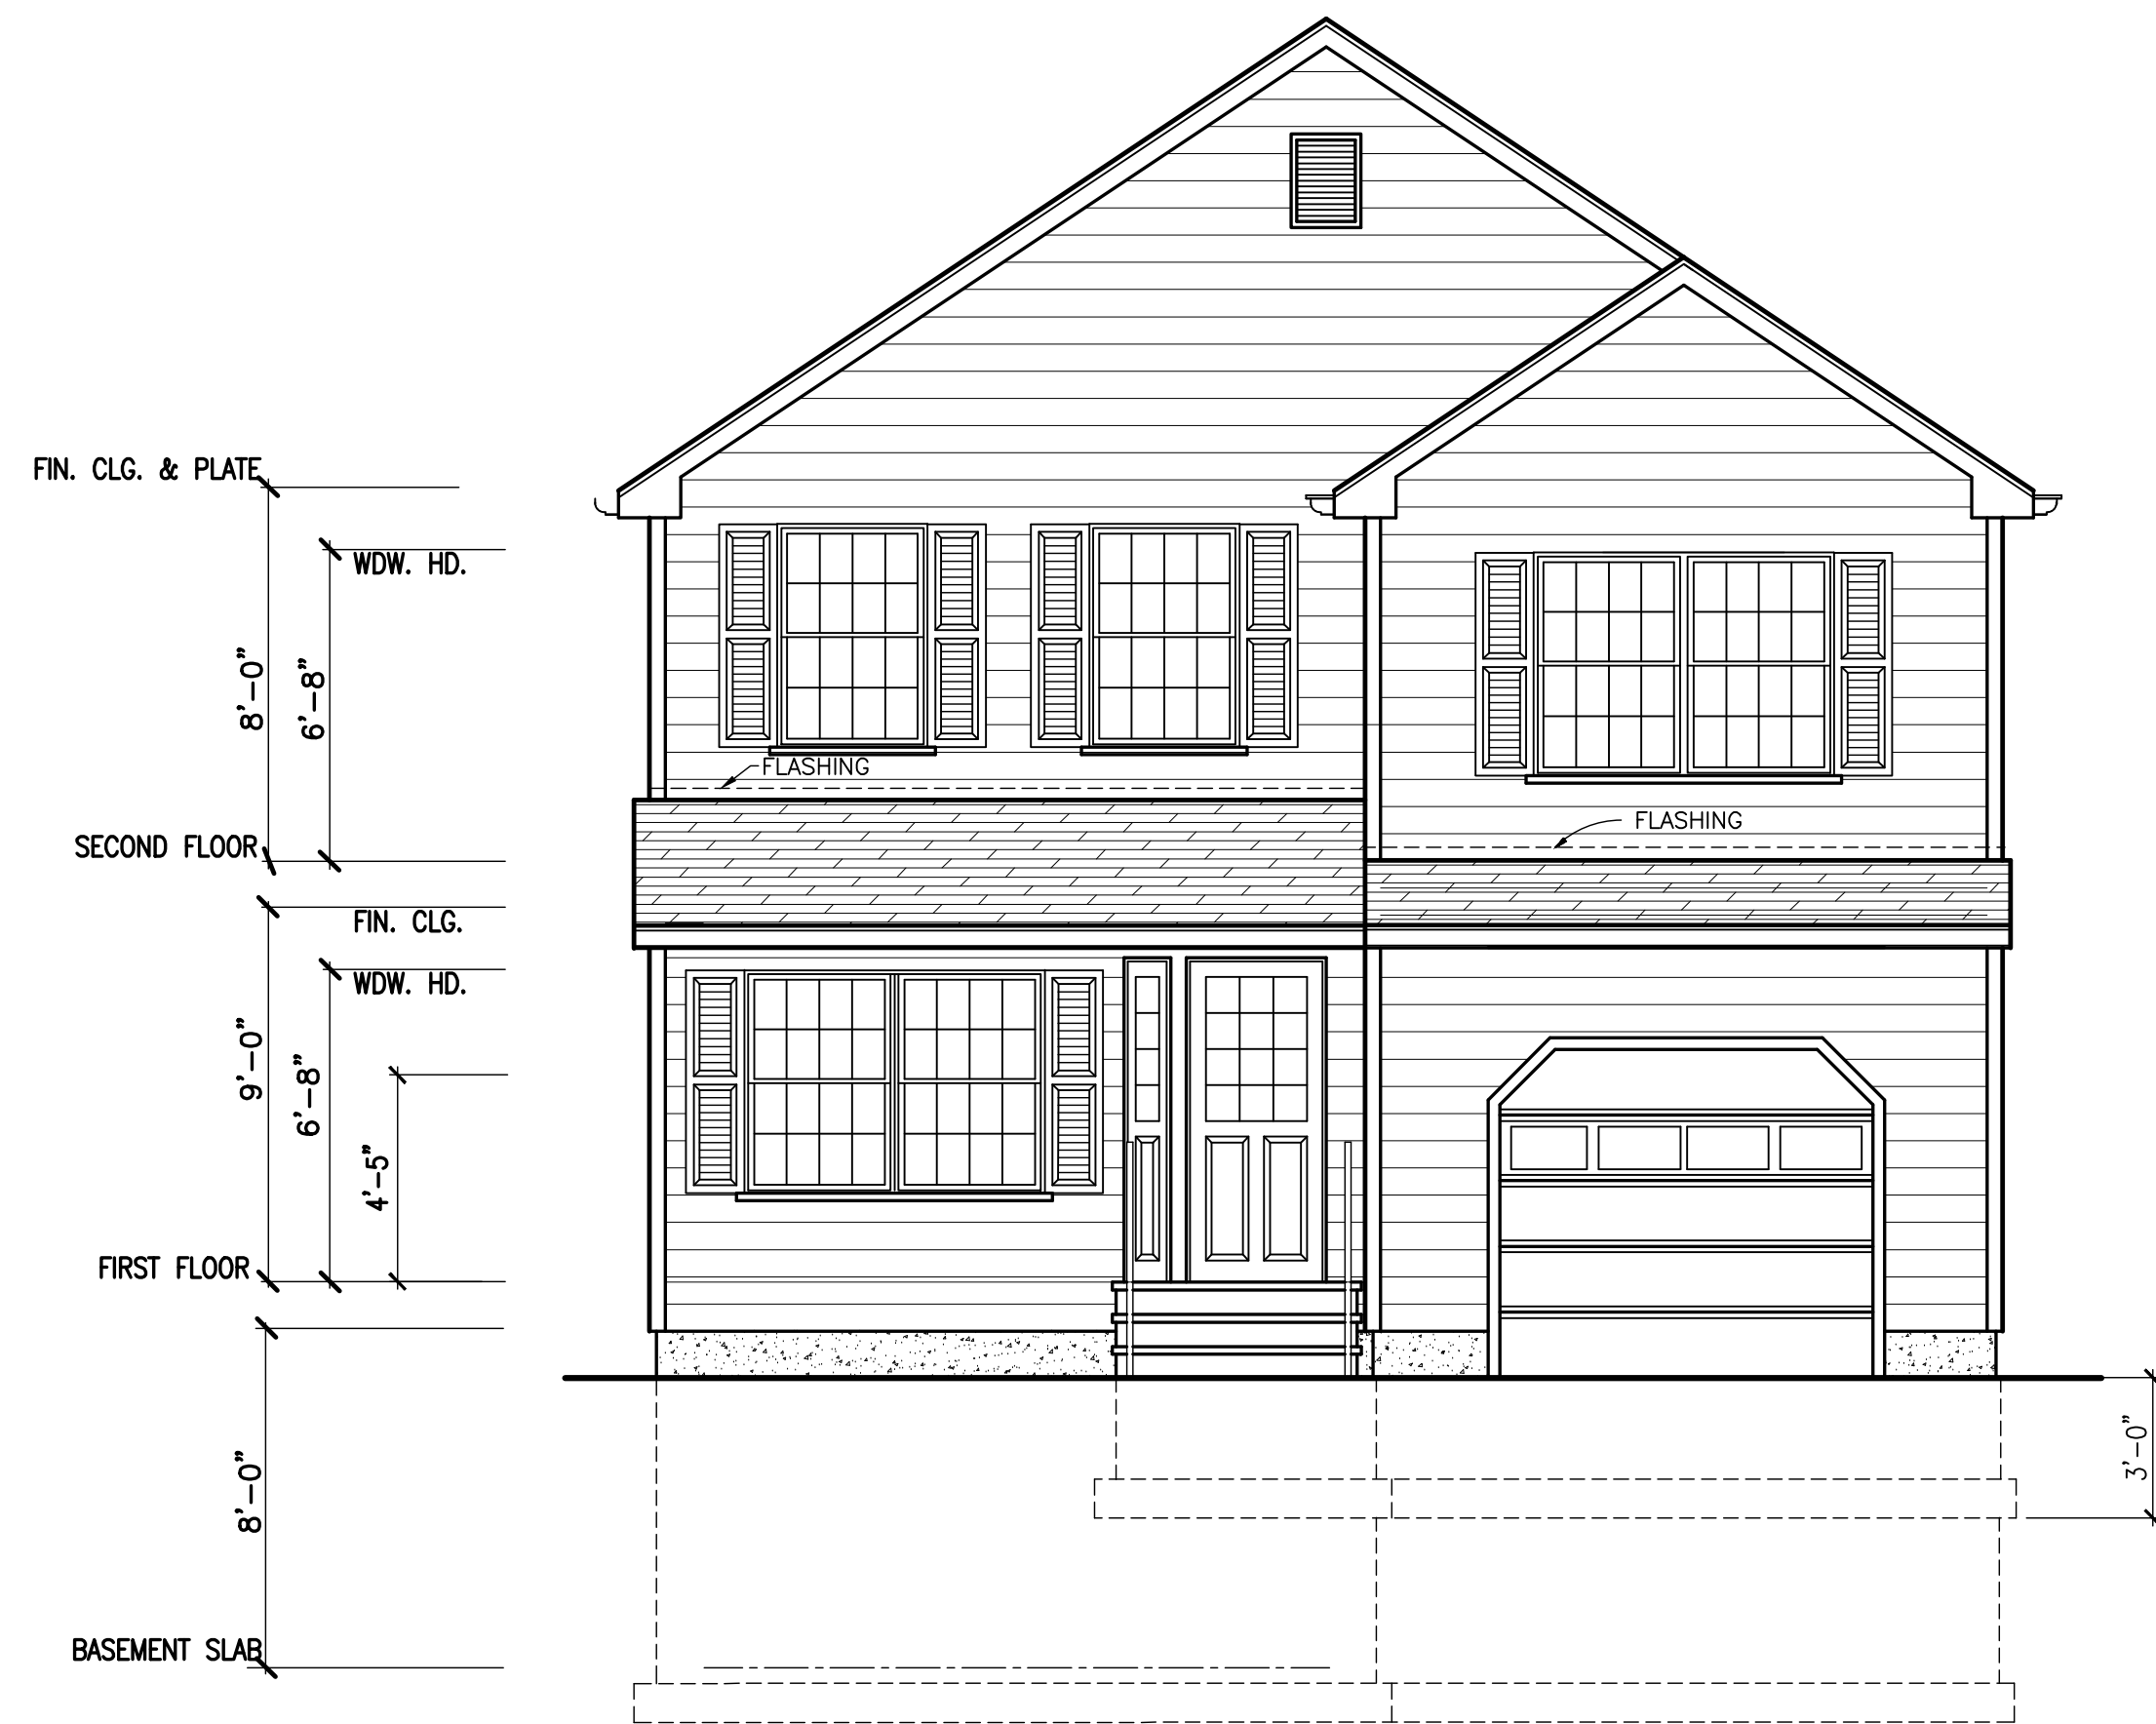 FIN. CLG. & PLATE
WDW. HD.
8'-0"
6'-8"
FLASHING
FLASHING
SECOND FLOOR
FIN. CLG.
WDW. HD.
9'-0"
6'-8"
4'-5"
FIRST FLOOR
8'-0"
3'-0"
BASEMENT SLAB